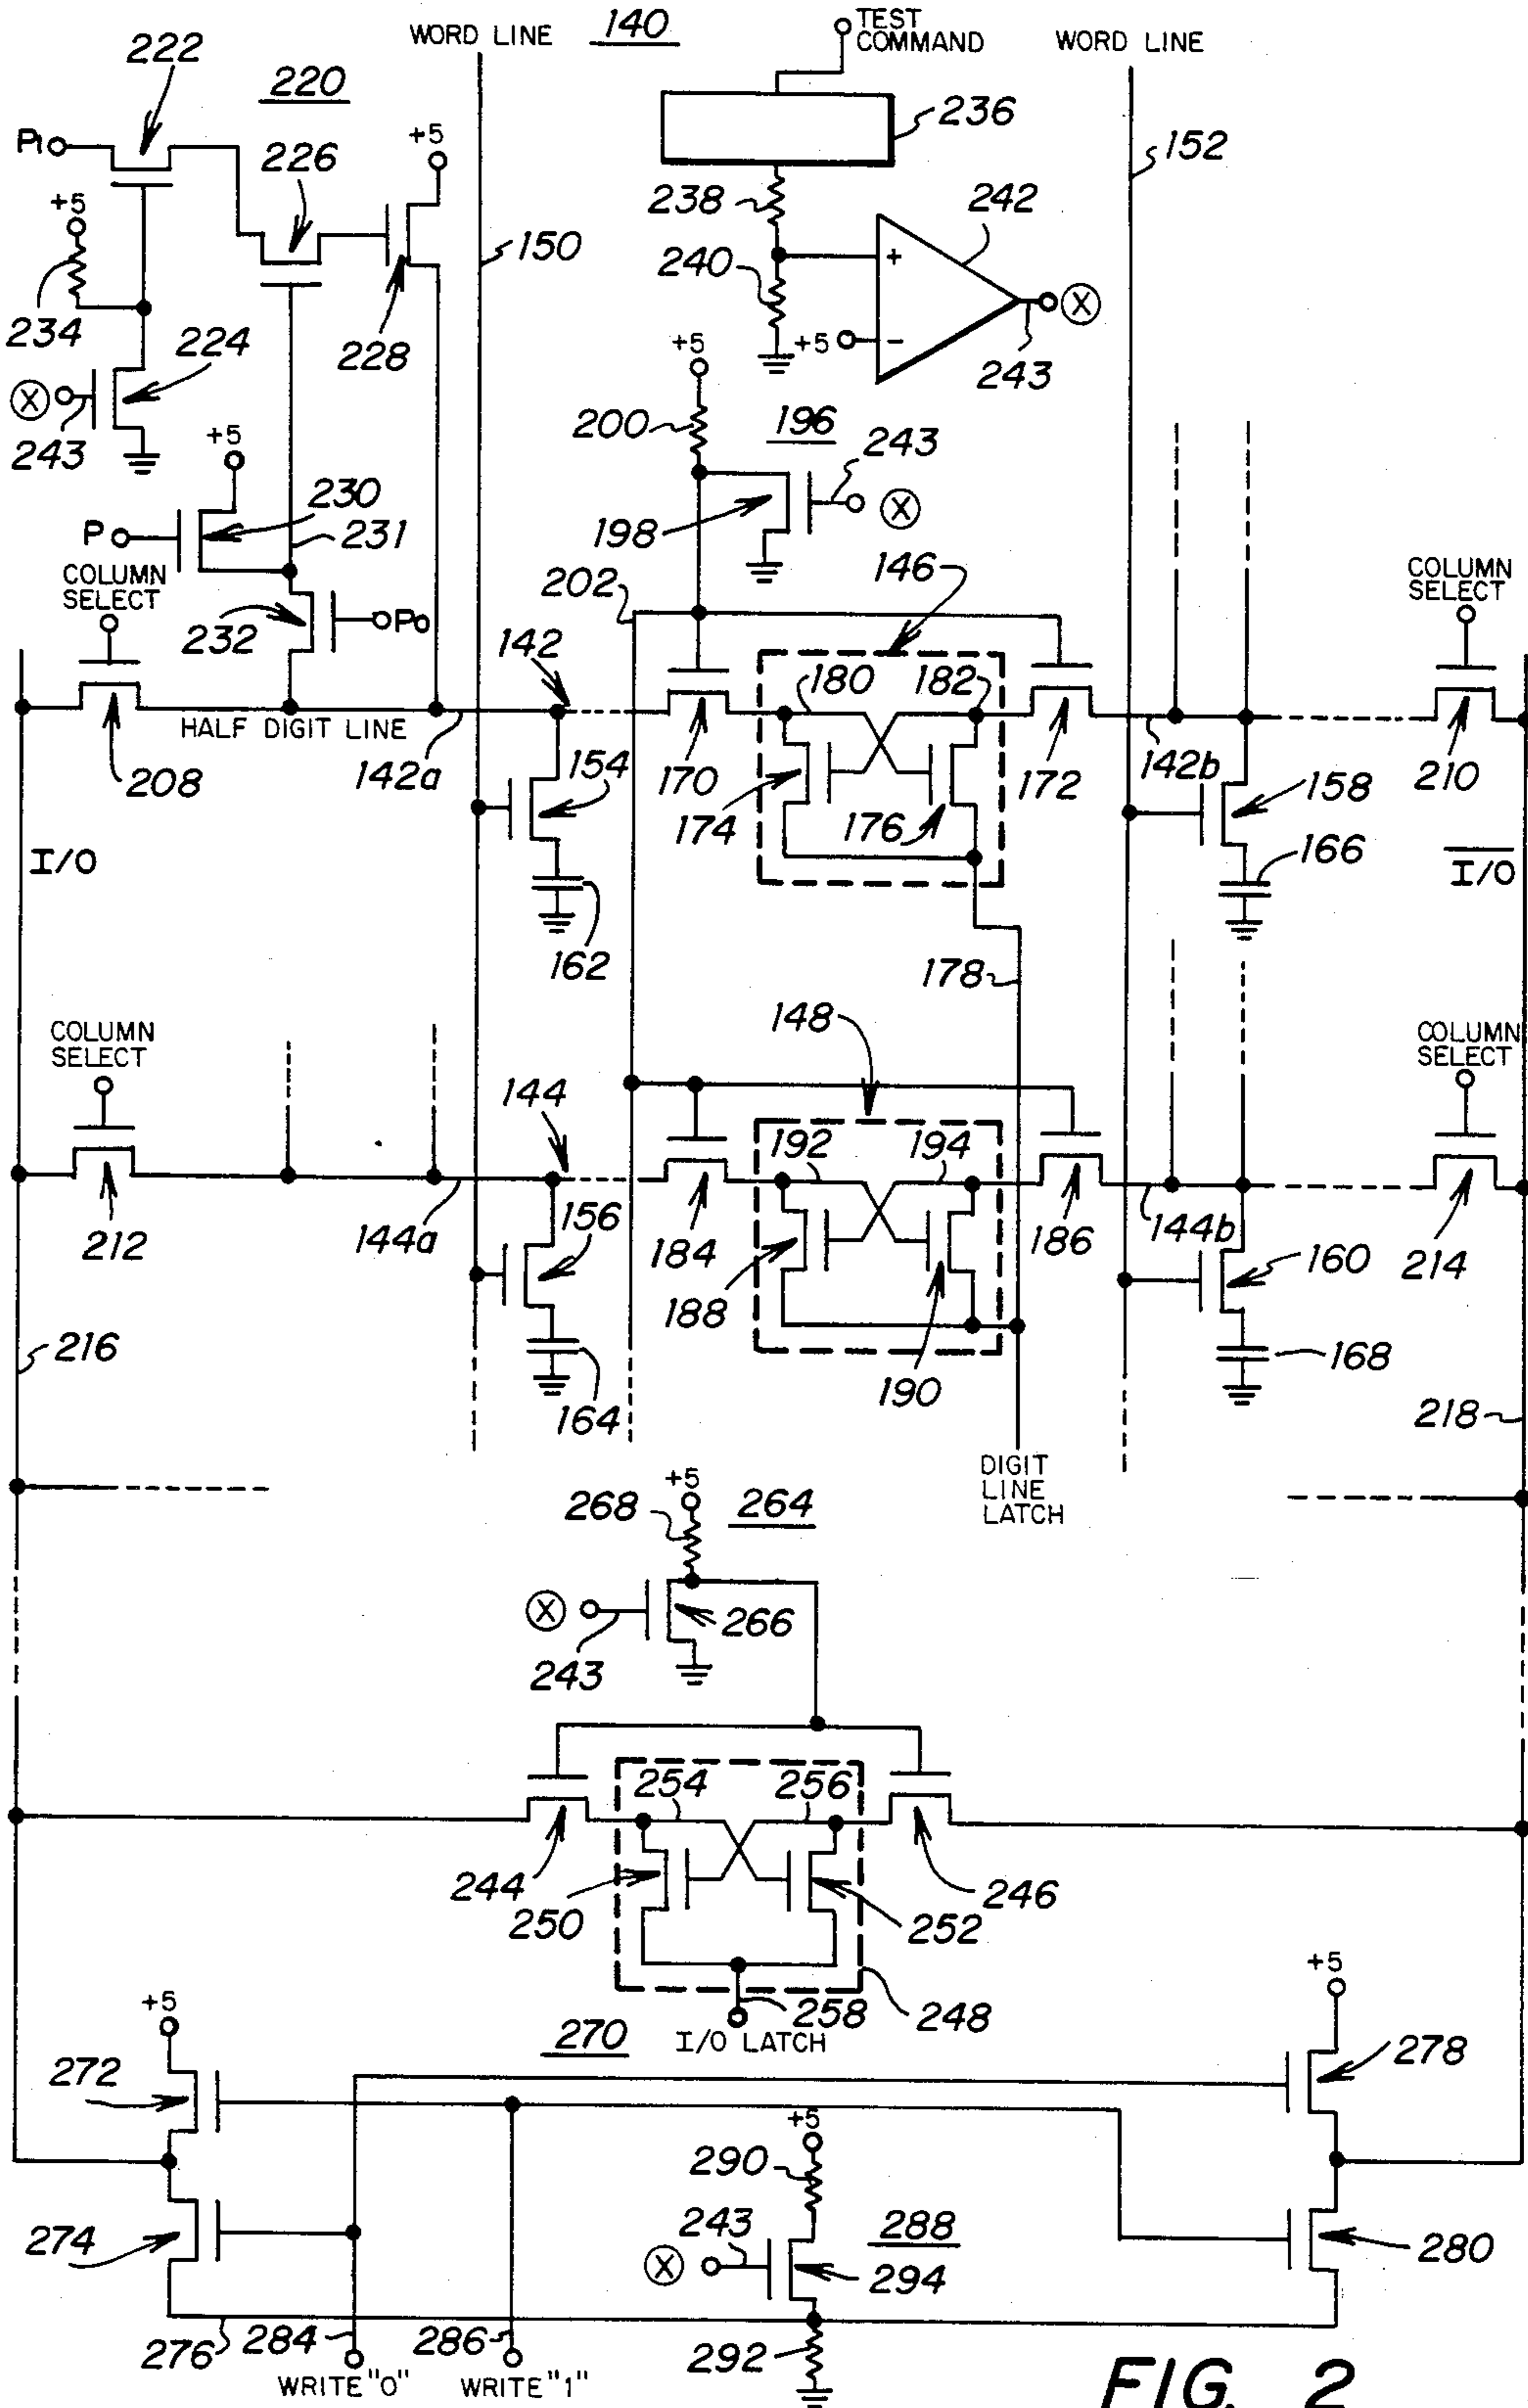 WORD LINE 140 TEST COMMAND WORD LINE
222 220 +5 236 152
P1 226 238 242
+5 150 240 +
234 228 +5 - X
X 224 +5 243
243 +5 200 196 243
P 230 198 X
231 146
COLUMN SELECT 202 COLUMN SELECT
232 P0 142 180 182
HALF DIGIT LINE
208 142a 154 170 172 142b 158 210
174 176 166
I/O I/O
162 178
COLUMN SELECT 148 COLUMN SELECT
144 192 194
212 144a 156 184 186 144b 160 214
188
216 164 190 168 218
DIGIT LINE LATCH
+5
268 264
X 266
243
254 256
244 246
250 252
+5 258 248 +5
270 I/O LATCH
272 278
+5
290
274 243 288 280
X 294
276 284 286 292
WRITE "0" WRITE "1"
FIG. 2